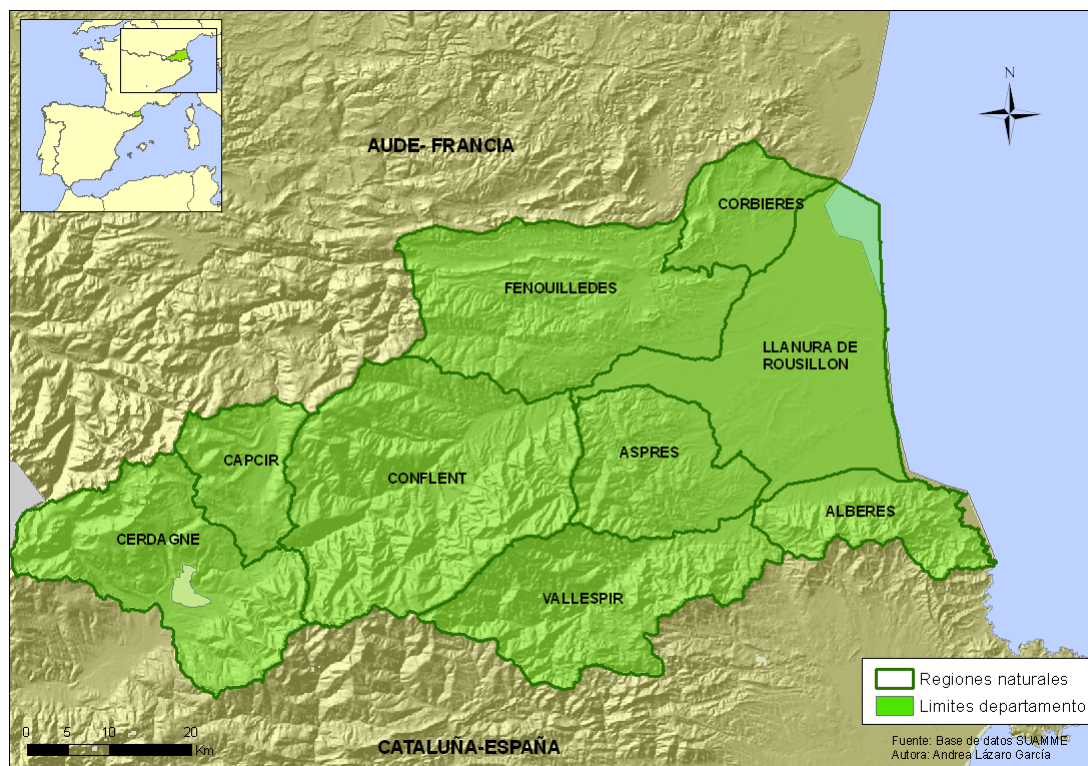 N
AUDE- FRANCIA
CORBIERES
FENOUILLEDES
LLANURA DE
ROUSILLON
CAPCIR
CONFLENT
ASPRES
ALBERES
CERDAGNE
VALLESPIR
Regiones naturales
Limites departamento
0 5 10 20
Km
CATALUÑA-ESPAÑA
Fuente: Base de datos SUAMME
Autora: Andrea Lázaro García